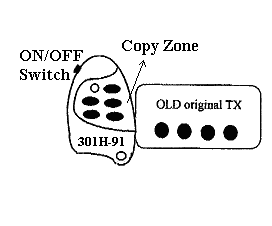 Copy Zone
ON/OFF
Switch
OLD original TX
301H-91